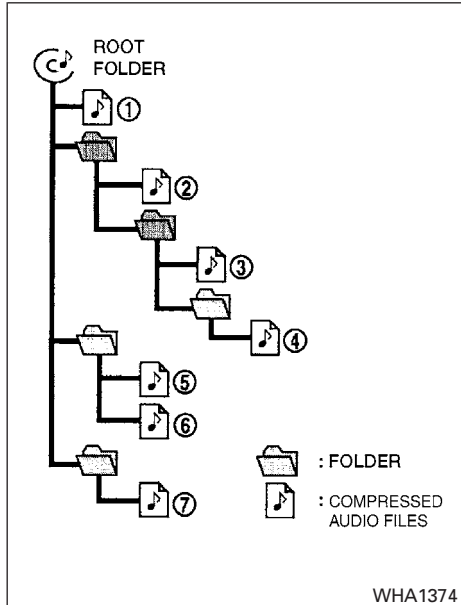 ROOT
FOLDER
①
②
③
④
⑤
⑥
⑦
: FOLDER
: COMPRESSED
AUDIO FILES
WHA1374